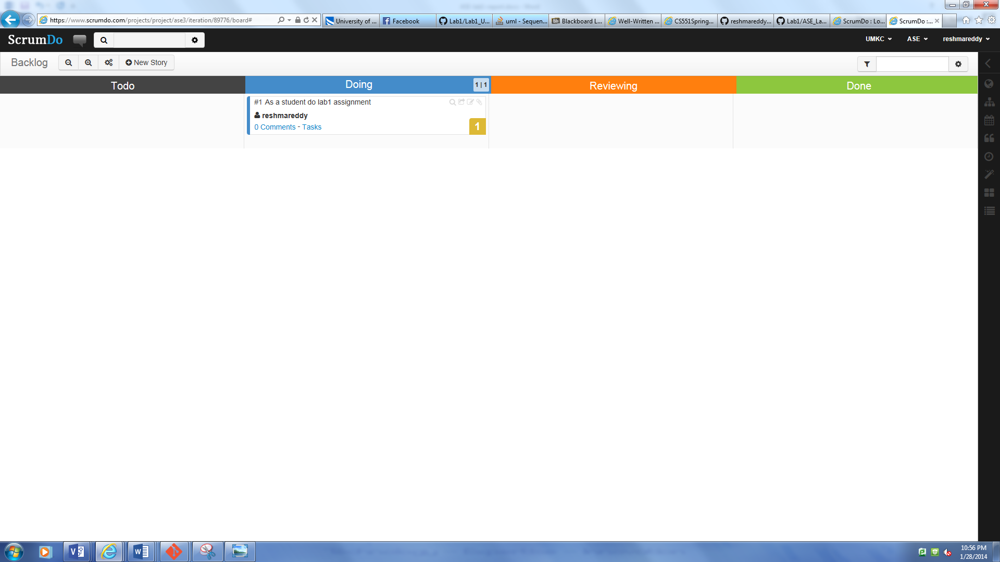 https://www.scrumdo.com/projects/project/ase3/iteration/89776/board#
University of ...
Facebook
Lab1/Lab1_U...
uml - Sequen...
Bb Blackboard L...
Well-Written ...
CS551Spring...
reshmareddy...
Lab1/ASE_La...
ScrumDo : Lo...
ScrumDo :...
ScrumDo
UMKC
ASE
reshmareddy
Backlog
New Story
Todo
Doing
1 | 1
Reviewing
Done
#1 As a student do lab1 assignment
reshmareddy
0 Comments - Tasks
1
10:56 PM
1/28/2014